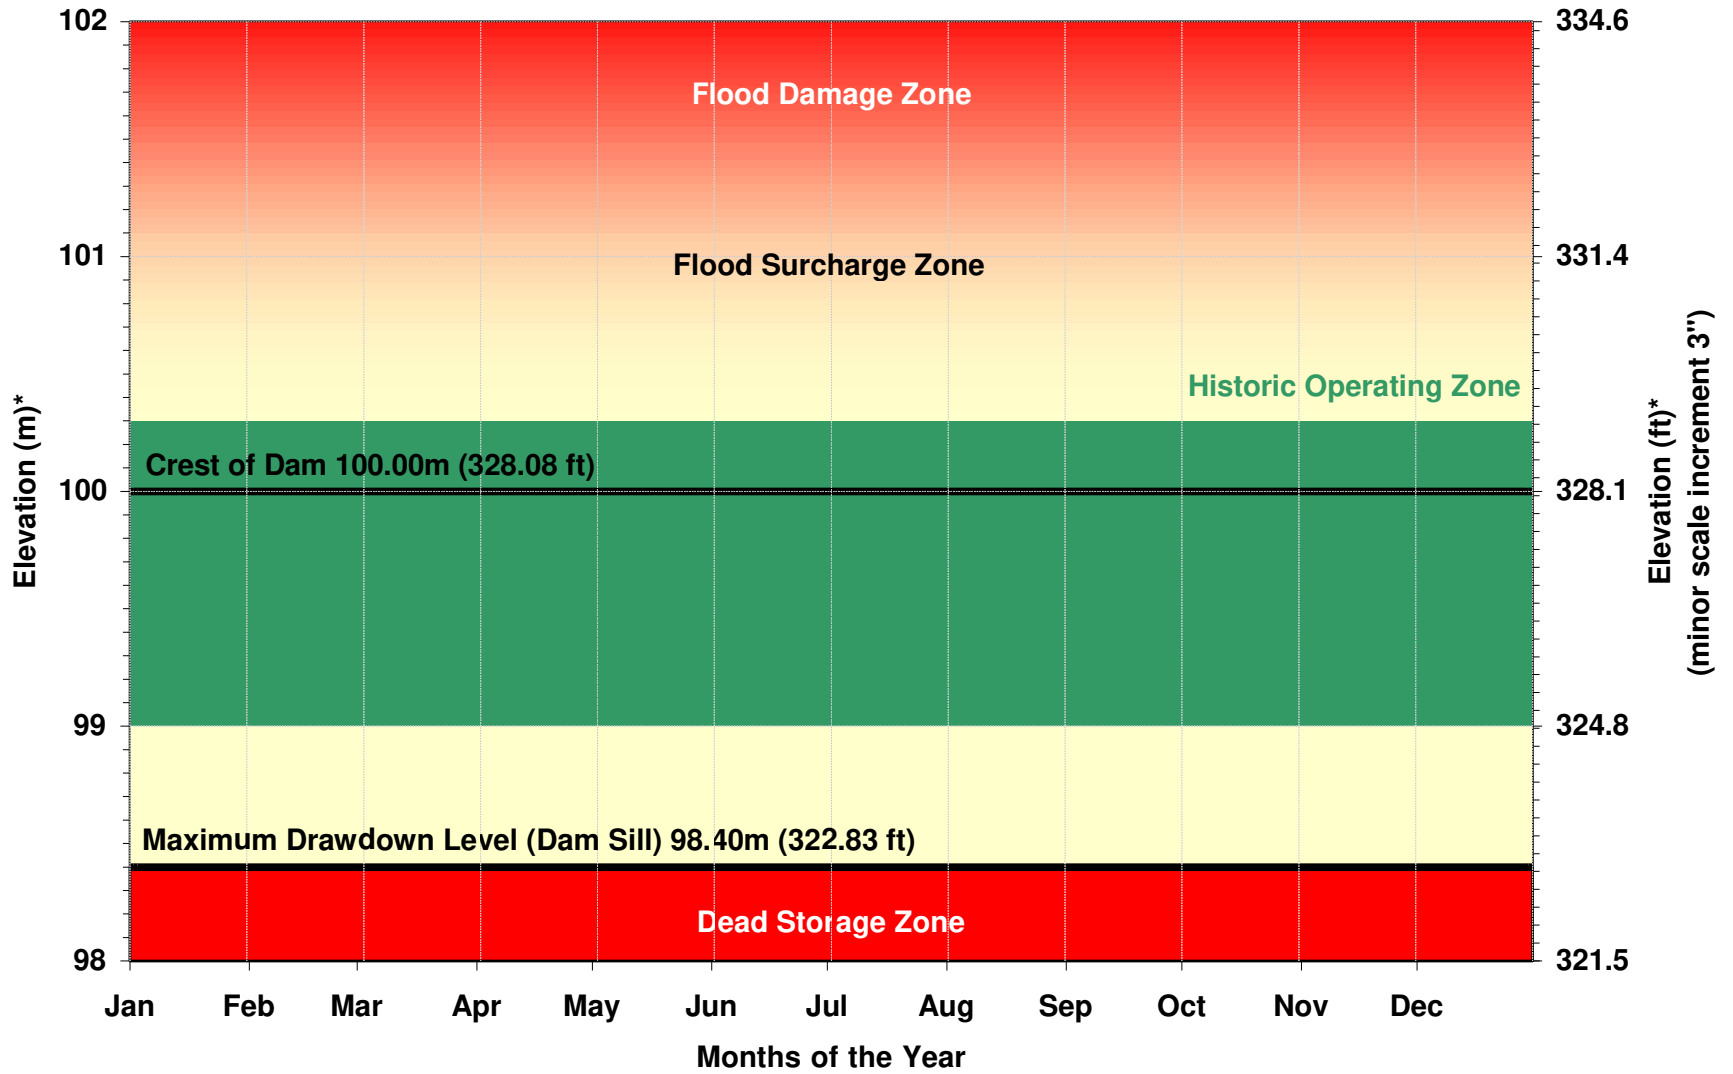 102
334.6
Flood Damage Zone
101
Flood Surcharge Zone
331.4
Historic Operating Zone
Elevation (m)*
Crest of Dam 100.00m (328.08 ft)
100
328.1
Elevation (ft)*
(minor scale increment 3")
99
324.8
Maximum Drawdown Level (Dam Sill) 98.40m (322.83 ft)
Dead Storage Zone
98
321.5
Jan Feb Mar Apr May Jun Jul Aug Sep Oct Nov Dec
Months of the Year